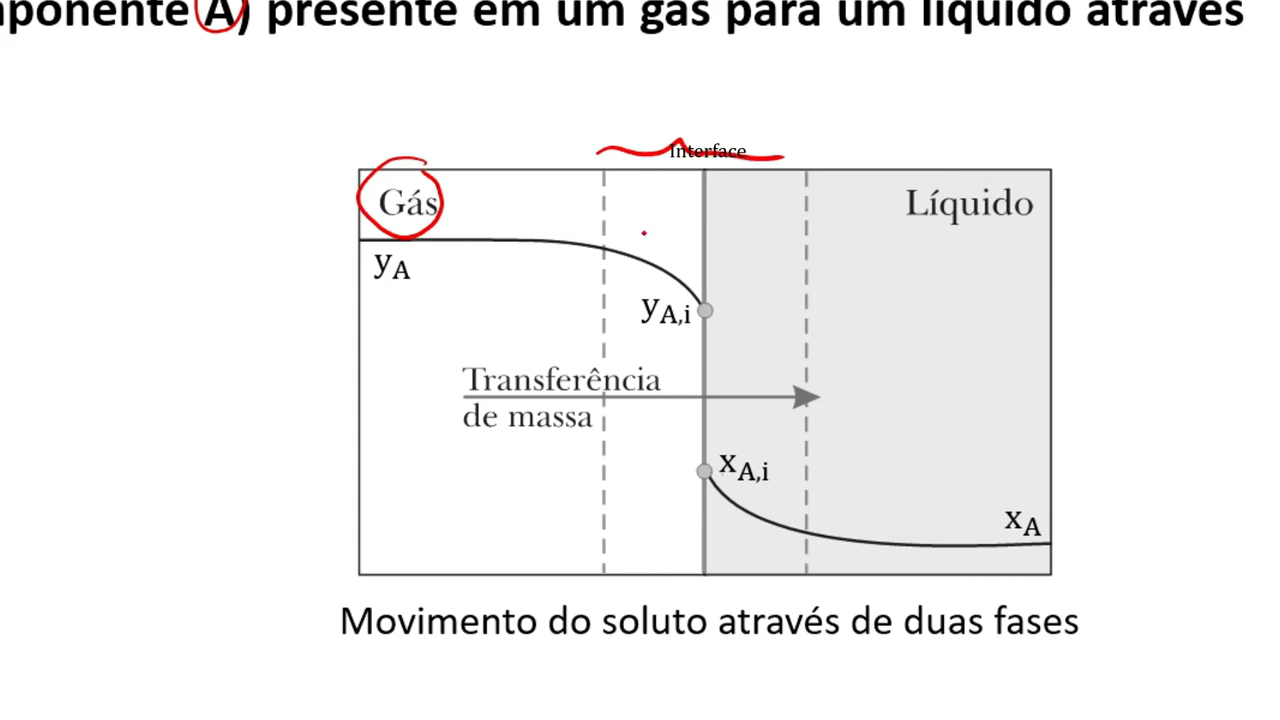 A) presente em um gás para um líquido através
Interface
Gás
Líquido
yA
yA,i
Transferência
de massa
xA,i
xA
Movimento do soluto através de duas fases